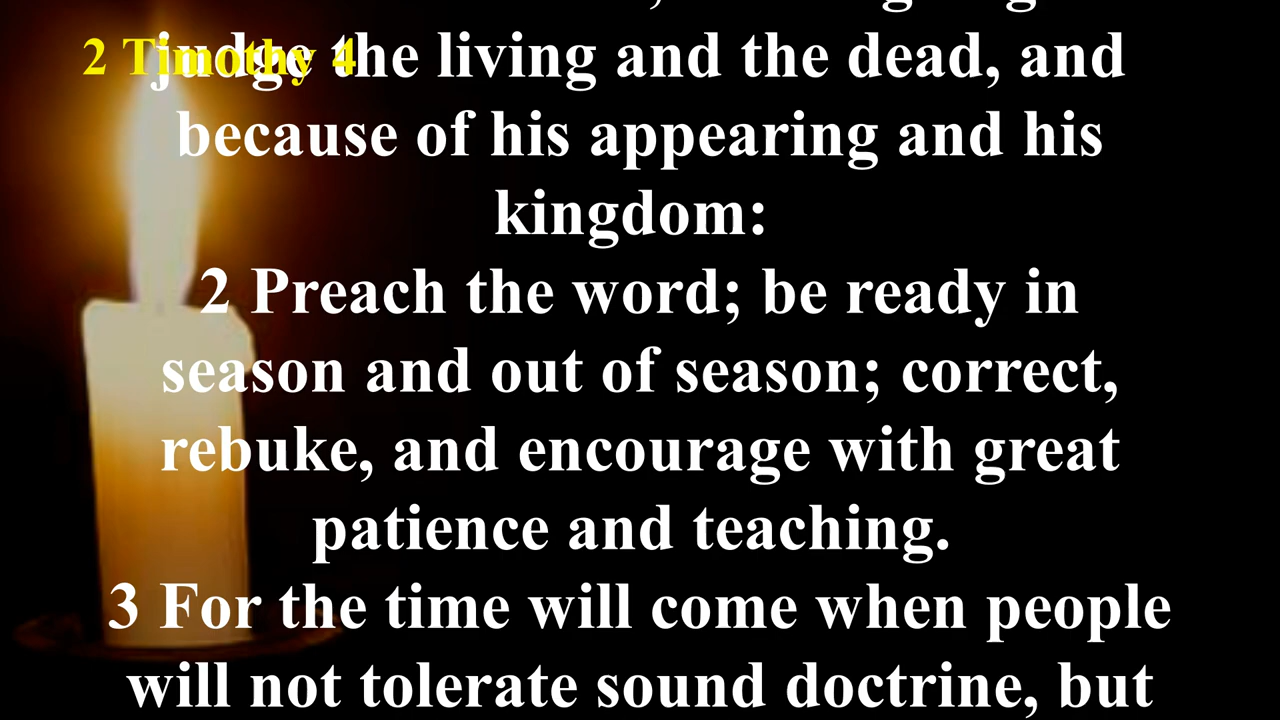 2 Timothy 4
judge the living and the dead, and
because of his appearing and his
kingdom:
2 Preach the word; be ready in
season and out of season; correct,
rebuke, and encourage with great
patience and teaching.
3 For the time will come when people
will not tolerate sound doctrine, but